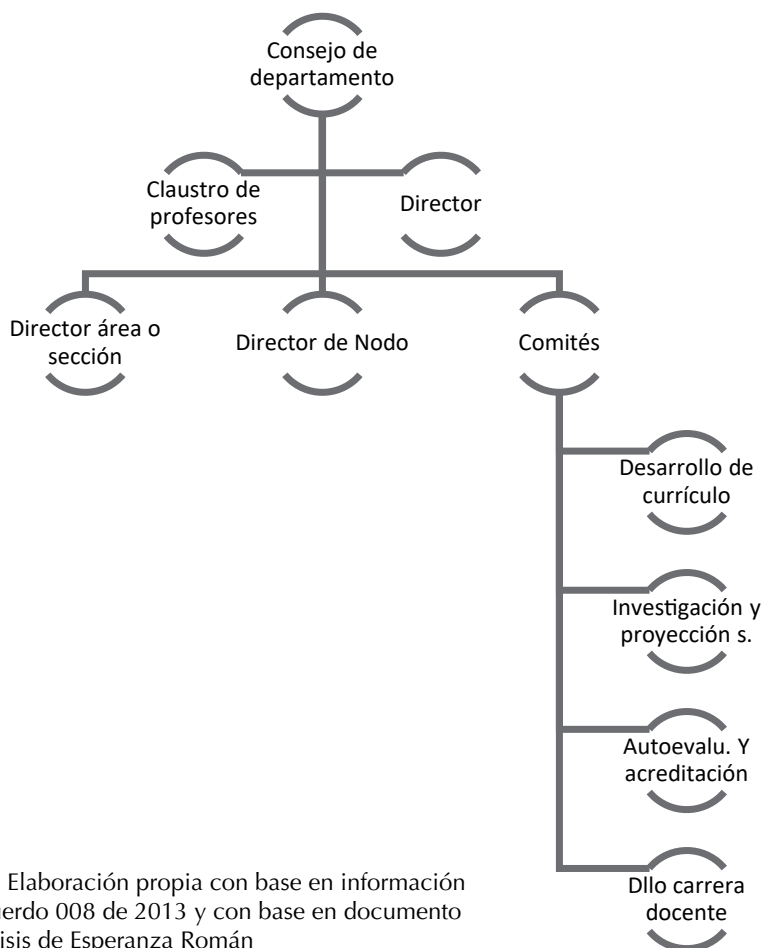 Consejo de
departamento
Claustro de
profesores
Director
Director área o
sección
Director de Nodo
Comités
Desarrollo de
currículo
Investigación y
proyección s.
Autoevalu. Y
acreditación
Dllo carrera
docente
Elaboración propia con base en información
uerdo 008 de 2013 y con base en documento
isis de Esperanza Román